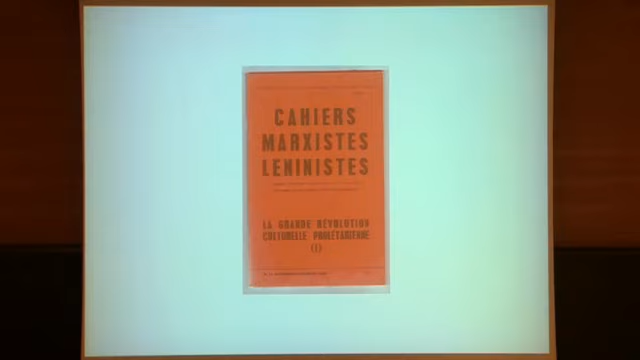 CAHIERS
MARXISTES
LENINISTES
LA GRANDE RÉVOLUTION
CULTURELLE PROLÉTARIENNE
(I)